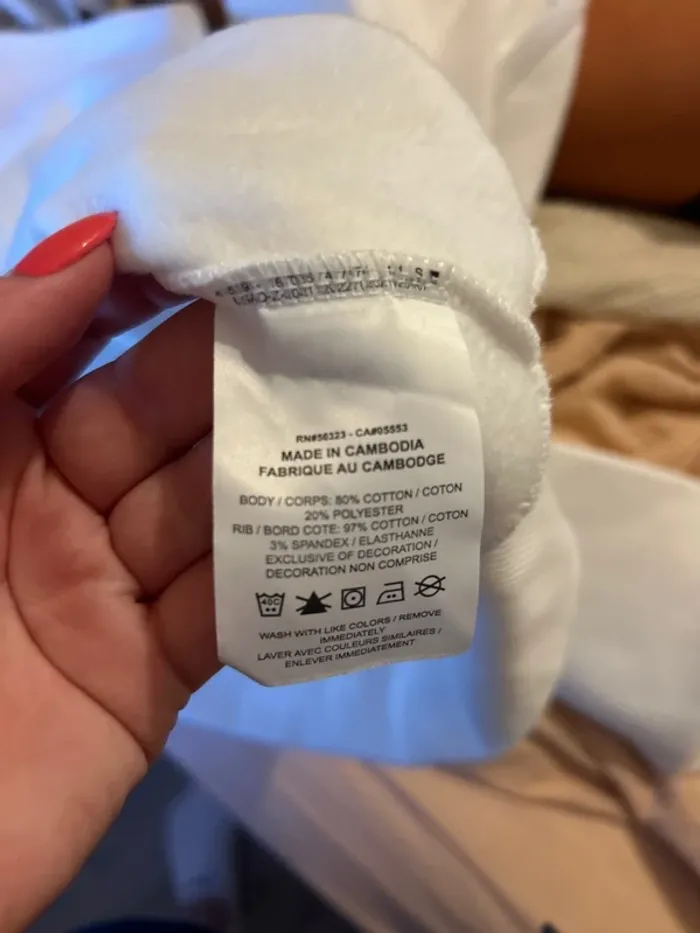 RN#56323 - CA#05553
MADE IN CAMBODIA
FABRIQUE AU CAMBODGE
BODY / CORPS: 80% COTTON / COTON
20% POLYESTER
RIB / BORD COTE: 97% COTTON / COTON
3% SPANDEX / ELASTHANNE
EXCLUSIVE OF DECORATION /
DECORATION NON COMPRISE
40C
WASH WITH LIKE COLORS / REMOVE
IMMEDIATELY
LAVER AVEC COULEURS SIMILAIRES /
ENLEVER IMMEDIATEMENT